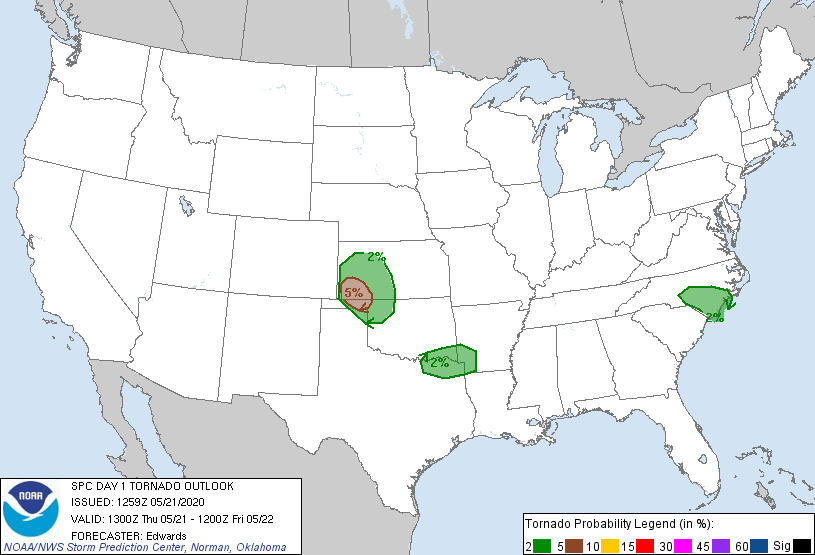 2%
5%
2%
2%
NOAA
SPC DAY 1 TORNADO OUTLOOK
ISSUED: 1259Z 05/21/2020
VALID: 1300Z Thu 05/21 - 1200Z Fri 05/22
FORECASTER: Edwards
NOAA/NWS Storm Prediction Center, Norman, Oklahoma
Tornado Probability Legend (in %):
2 5 10 15 30 45 60 Sig